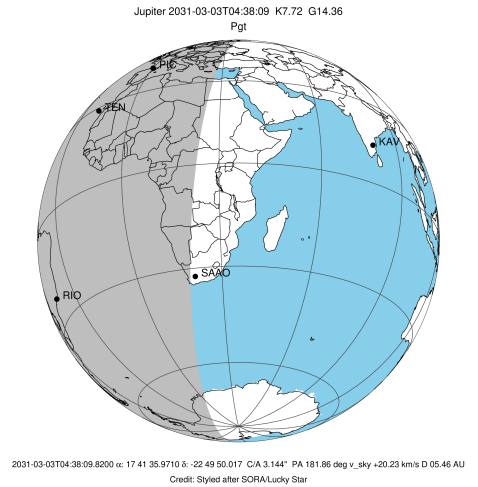 Jupiter 2031-03-03T04:38:09 K7.72 G14.36
Pgt
PIC
TEN
KAV
SAAO
RIO
2031-03-03T04:38:09.8200 α: 17 41 35.9710 δ: -22 49 50.017 C/A 3.144" PA 181.86 deg v_sky +20.23 km/s D 05.46 AU
Credit: Styled after SORA/Lucky Star